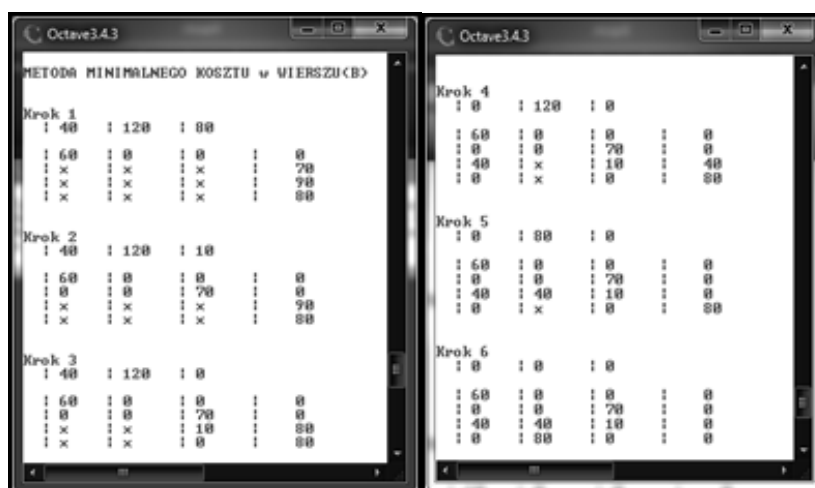 Octave3.4.3
METODA MINIMALNEGO KOSZTU w WIERSZU(B)
Krok 1
¦ 40 ¦ 120 ¦ 80
¦ 60 ¦ 0 ¦ 0 ¦ 0
¦ x ¦ x ¦ x ¦ 70
¦ x ¦ x ¦ x ¦ 90
¦ x ¦ x ¦ x ¦ 80
Krok 2
¦ 40 ¦ 120 ¦ 10
¦ 60 ¦ 0 ¦ 0 ¦ 0
¦ 0 ¦ 0 ¦ 70 ¦ 0
¦ x ¦ x ¦ x ¦ 90
¦ x ¦ x ¦ x ¦ 80
Krok 3
¦ 40 ¦ 120 ¦ 0
¦ 60 ¦ 0 ¦ 0 ¦ 0
¦ 0 ¦ 0 ¦ 70 ¦ 0
¦ x ¦ x ¦ 10 ¦ 80
¦ x ¦ x ¦ 0 ¦ 80
Octave3.4.3
Krok 4
¦ 0 ¦ 120 ¦ 0
¦ 60 ¦ 0 ¦ 0 ¦ 0
¦ 0 ¦ 0 ¦ 70 ¦ 0
¦ 40 ¦ x ¦ 10 ¦ 40
¦ 0 ¦ x ¦ 0 ¦ 80
Krok 5
¦ 0 ¦ 80 ¦ 0
¦ 60 ¦ 0 ¦ 0 ¦ 0
¦ 0 ¦ 0 ¦ 70 ¦ 0
¦ 40 ¦ 40 ¦ 10 ¦ 0
¦ 0 ¦ x ¦ 0 ¦ 80
Krok 6
¦ 0 ¦ 0 ¦ 0
¦ 60 ¦ 0 ¦ 0 ¦ 0
¦ 0 ¦ 0 ¦ 70 ¦ 0
¦ 40 ¦ 40 ¦ 10 ¦ 0
¦ 0 ¦ 80 ¦ 0 ¦ 0